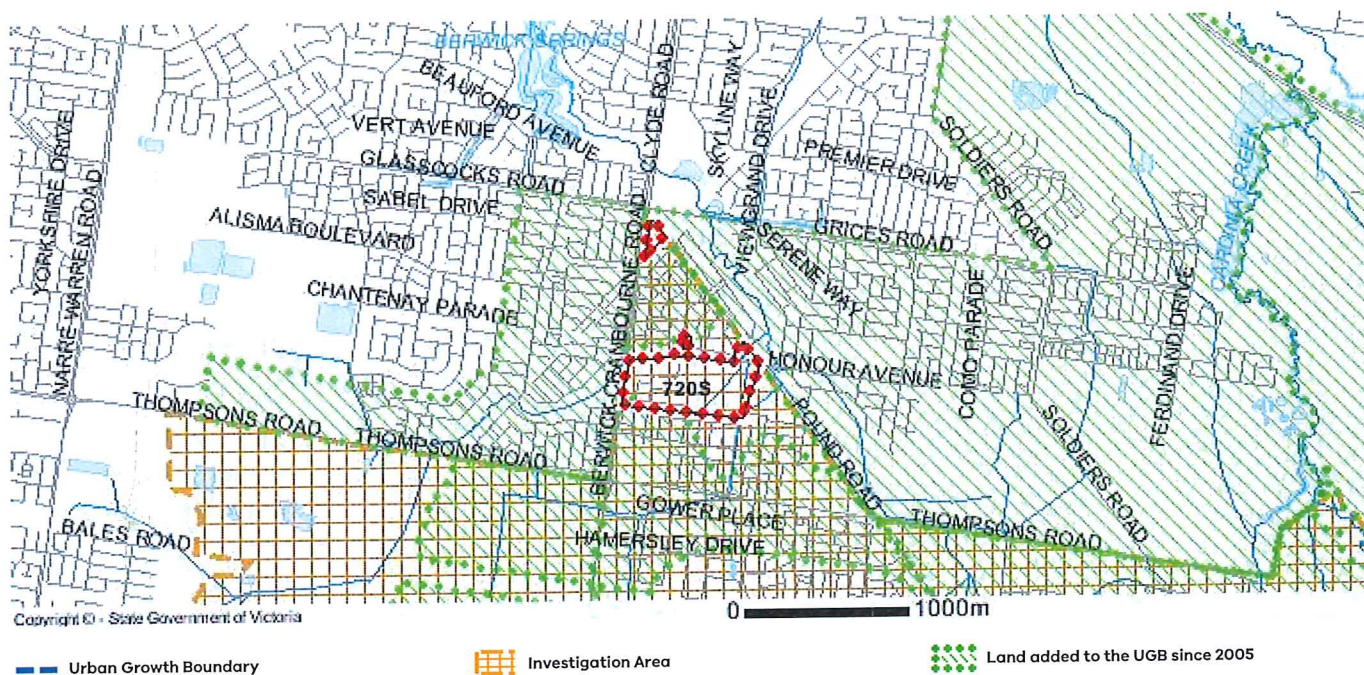 BERWICK SPRINGS
BEAUFORD AVENUE
CLYDE ROAD
SKYLINEWAY
VIEWGRAND DRIVE
VERT AVENUE
GLASSCOCKS ROAD
PREMIER DRIVE
SOLDIERS ROAD
YORKSHIRE DRIVE
NARRE-WARREN ROAD
SABEL DRIVE
ALISMA BOULEVARD
GRICES ROAD
SERENE WAY
CARDINIA CREEK
CHANTENAY PARADE
BERWICK-CRANBOURNE ROAD
COMO PARADE
FERDINAND DRIVE
HONOUR AVENUE
720S
THOMPSONS ROAD
THOMPSONS ROAD
POUND ROAD
SOLDIERS ROAD
GOWER PLACE
THOMPSONS ROAD
BALES ROAD
HAMERSLEY DRIVE
Copyright © - State Government of Victoria
0 1000m
Urban Growth Boundary
Investigation Area
Land added to the UGB since 2005